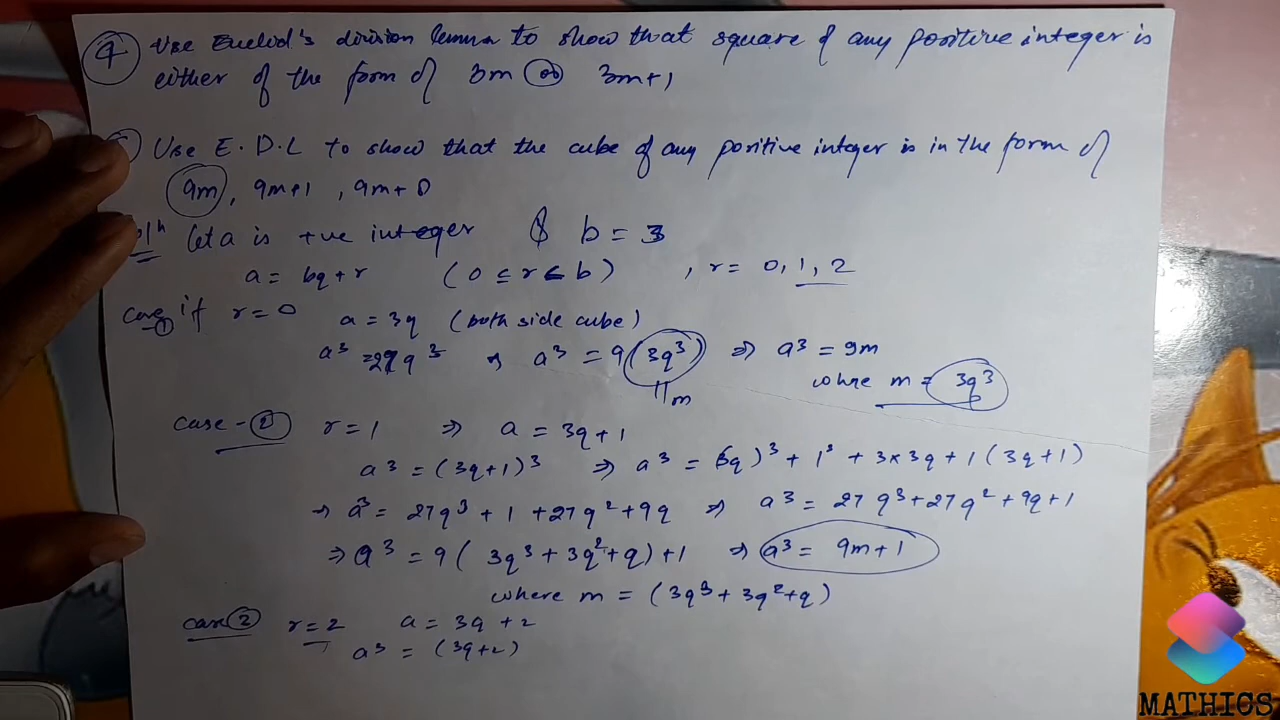 4 Use Euclid's division lemma to show that square of any positive integer is
either of the form of 3m or 3m+1
Use E.D.L to show that the cube of any positive integer is in the form of
9m, 9m+1, 9m+8
let a is +ve integer & b = 3
a = bq + r (0 ≤ r < b), r = 0, 1, 2
Case ① if r = 0 a = 3q (both side cube)
a³ = 27q³ ⇒ a³ = 9(3q³) ⇒ a³ = 9m
m
where m = 3q³
case - ② r = 1 ⇒ a = 3q + 1
a³ = (3q+1)³ ⇒ a³ = (3q)³ + 1³ + 3×3q+1(3q+1)
⇒ a³ = 27q³ + 1 + 27q² + 9q ⇒ a³ = 27q³ + 27q² + 9q + 1
⇒ a³ = 9(3q³ + 3q² + q) + 1 ⇒ a³ = 9m + 1
where m = (3q³ + 3q² + q)
r = 2 a = 3q + 2
a³ = (3q+2)
MATHIOS